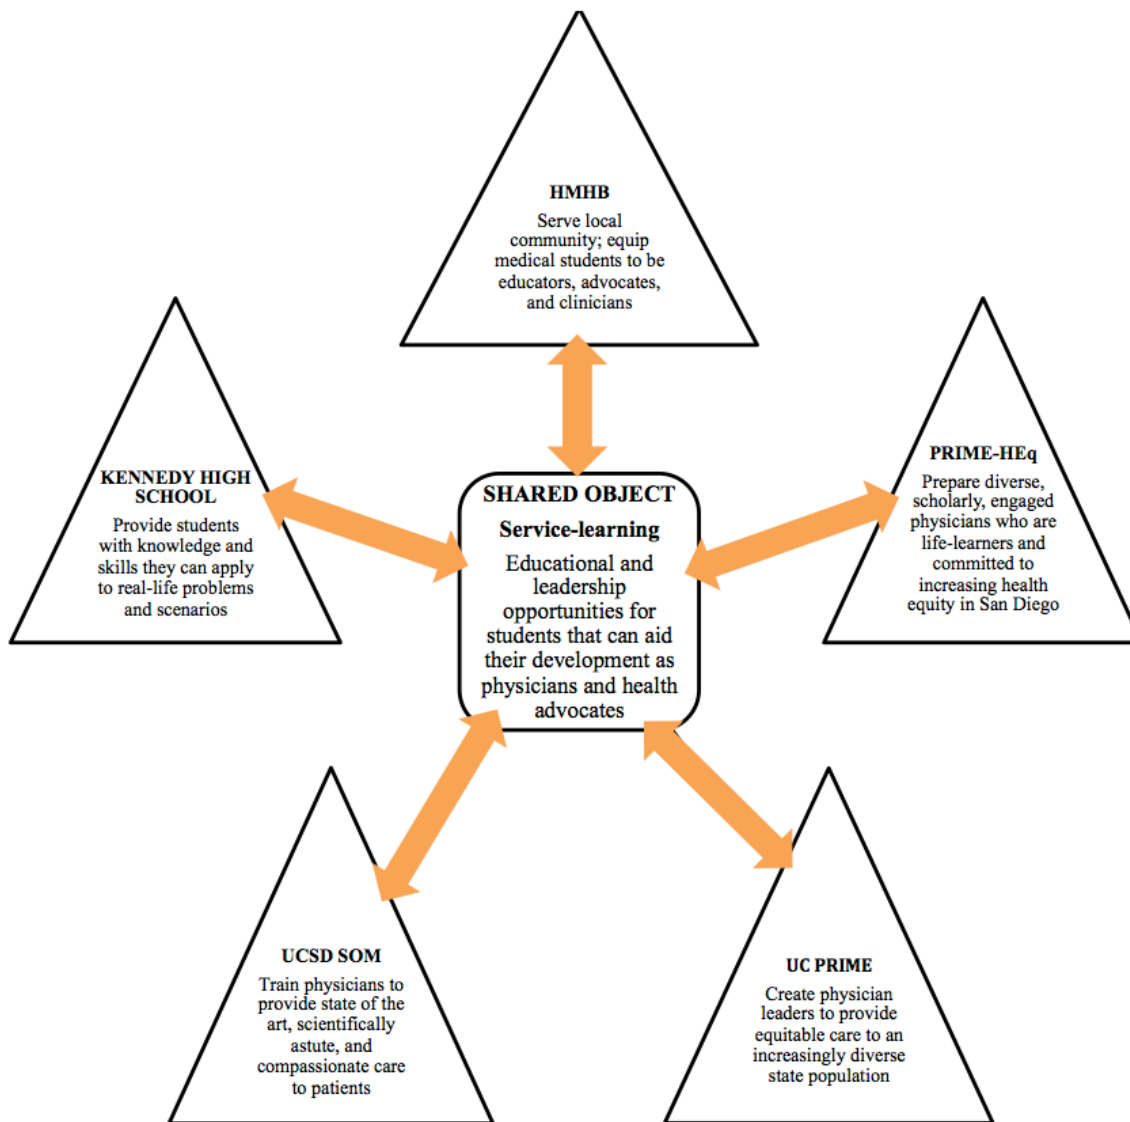 HMHB
Serve local
community; equip
medical students to be
educators, advocates,
and clinicians
KENNEDY HIGH
SCHOOL
Provide students
with knowledge and
skills they can apply
to real-life problems
and scenarios
SHARED OBJECT
Service-learning
Educational and
leadership
opportunities for
students that can aid
their development as
physicians and health
advocates
PRIME-HEq
Prepare diverse,
scholarly, engaged
physicians who are
life-learners and
committed to
increasing health
equity in San Diego
UCSD SOM
Train physicians to
provide state of the
art, scientifically
astute, and
compassionate care
to patients
UC PRIME
Create physician
leaders to provide
equitable care to an
increasingly diverse
state population